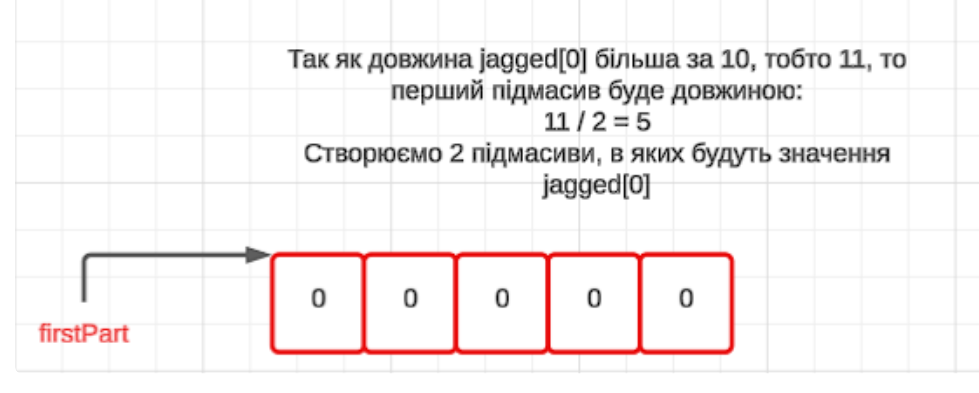 Так як довжина jagged[0] більша за 10, тобто 11, то
перший підмасив буде довжиною:
11 / 2 = 5
Створюємо 2 підмасиви, в яких будуть значення
jagged[0]
0 0 0 0 0
firstPart